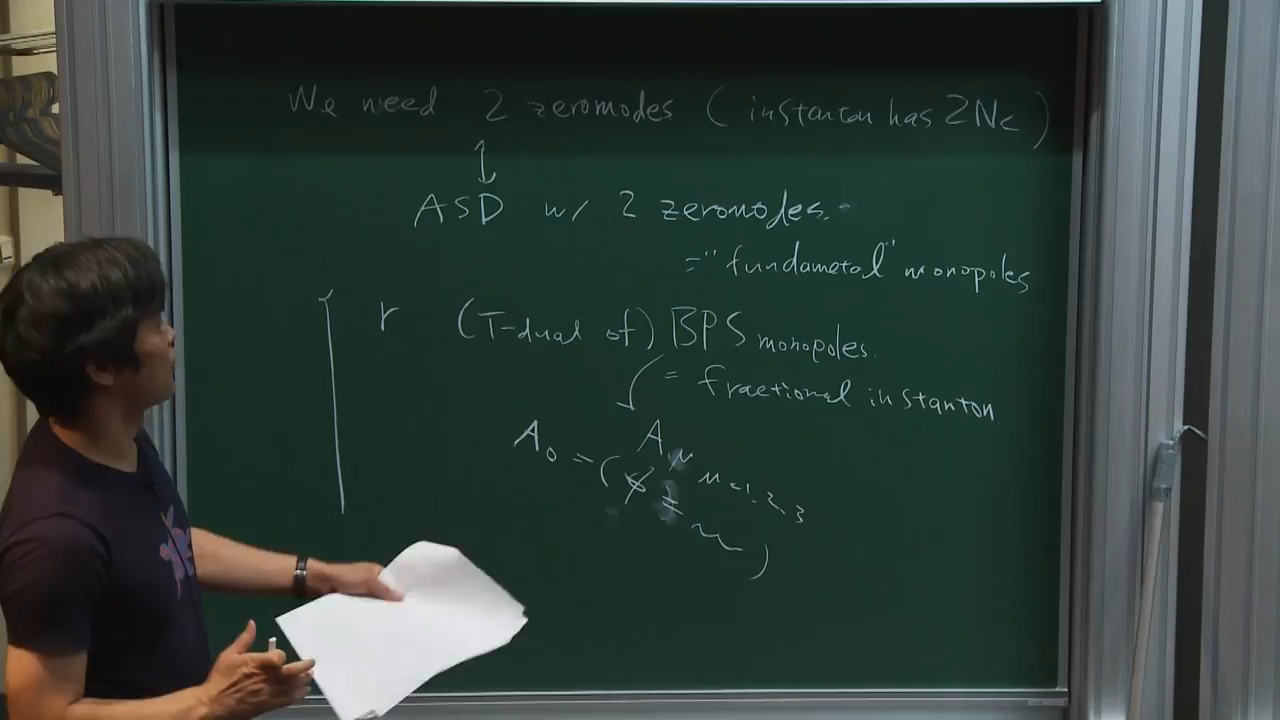 We need 2 zeromodes ( instanton has 2Nc )
↕
ASD w/ 2 zeromodes.
= "fundametal" monopoles
r (T-dual of) BPS monopoles.
= fractional instanton
Aμ μ=1.2.3
A0 = (
)